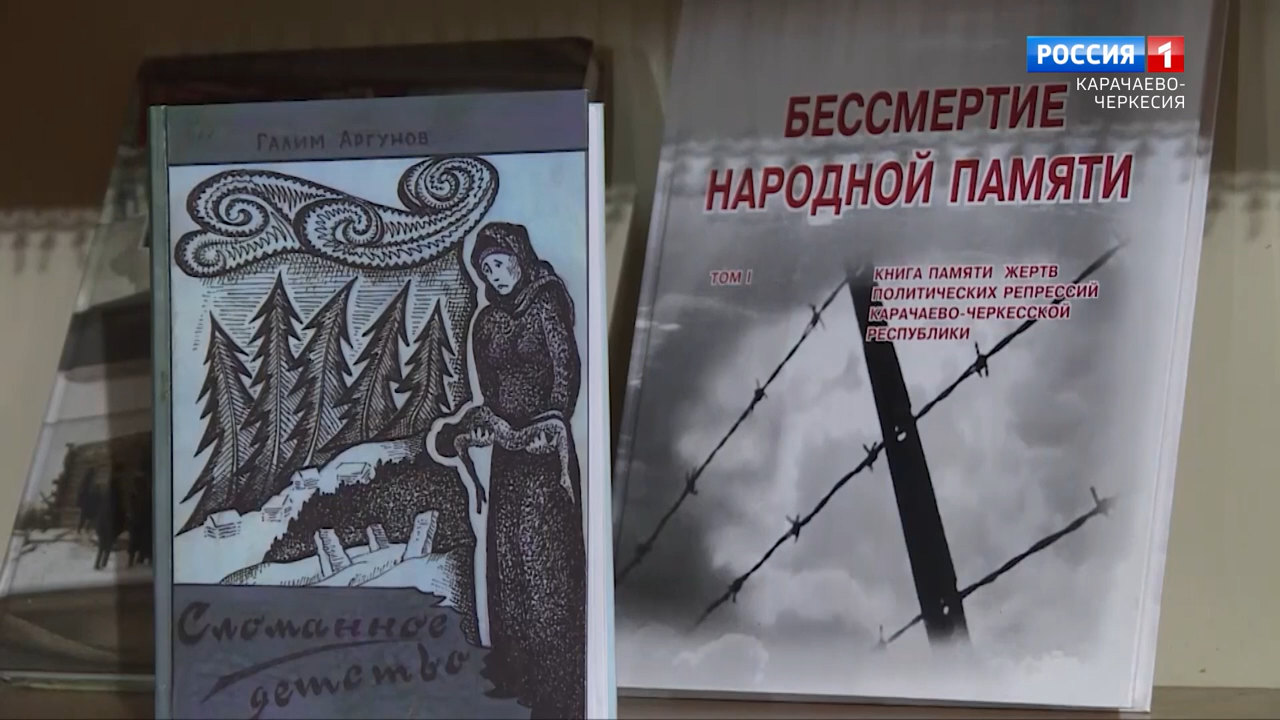 Галим Аргунов
Сломанное
детство
БЕССМЕРТИЕ
НАРОДНОЙ ПАМЯТИ
ТОМ I
КНИГА ПАМЯТИ ЖЕРТВ
ПОЛИТИЧЕСКИХ РЕПРЕССИЙ
КАРАЧАЕВО-ЧЕРКЕССКОЙ
РЕСПУБЛИКИ
РОССИЯ 1
КАРАЧАЕВО-
ЧЕРКЕСИЯ